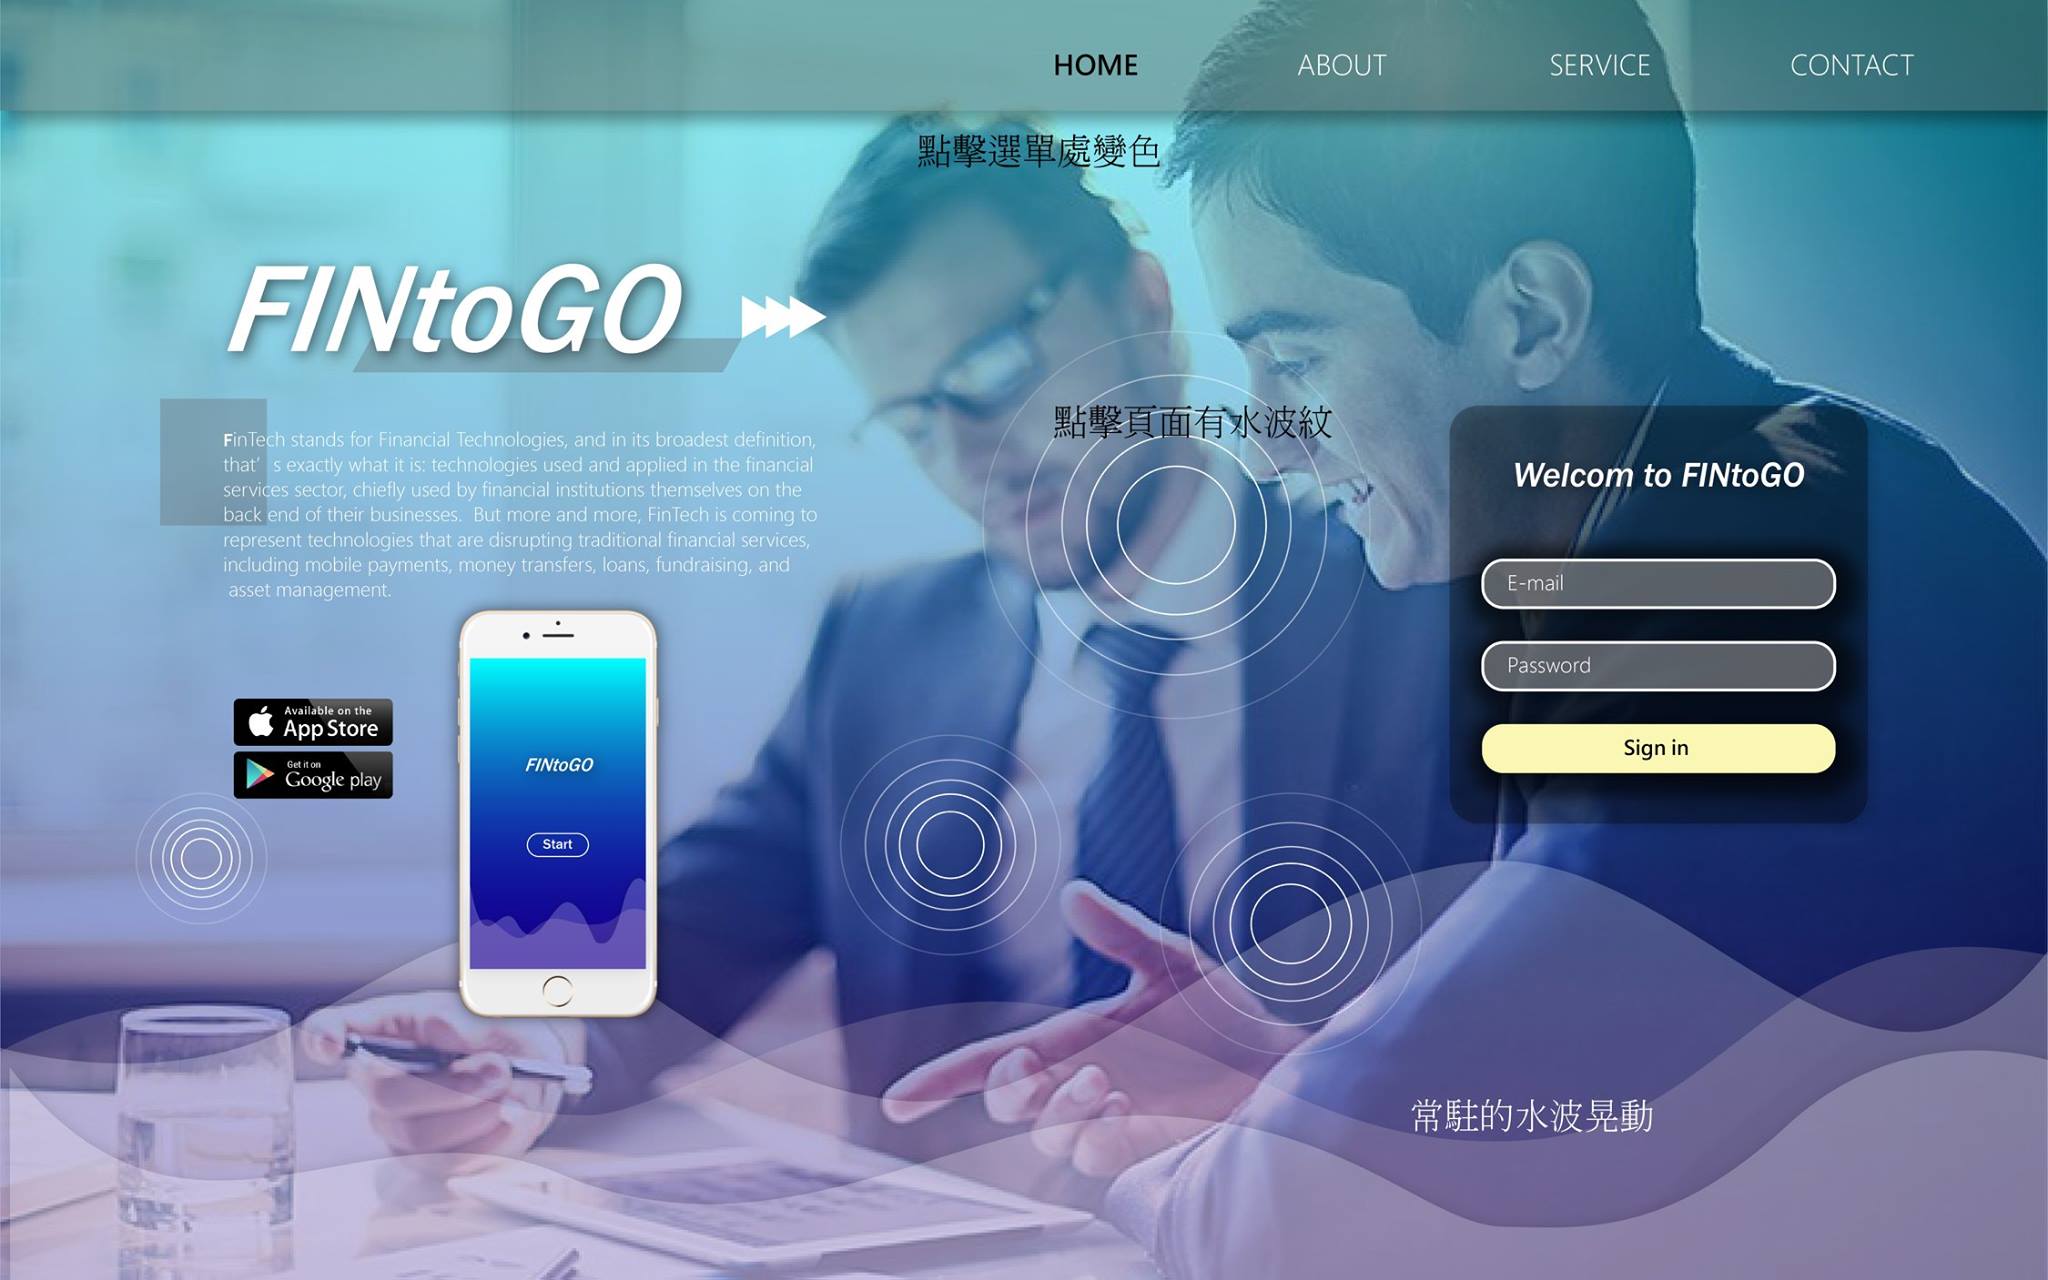 HOME ABOUT SERVICE CONTACT
點擊選單處變色
FINtoGO
FinTech stands for Financial Technologies, and in its broadest definition,
that’s exactly what it is: technologies used and applied in the financial
services sector, chiefly used by financial institutions themselves on the
back end of their businesses. But more and more, FinTech is coming to
represent technologies that are disrupting traditional financial services,
including mobile payments, money transfers, loans, fundraising, and
asset management.
點擊頁面有水波紋
Welcom to FINtoGO
E-mail
Password
Sign in
Available on the
App Store
Get it on
Google play
FINtoGO
Start
常駐的水波晃動